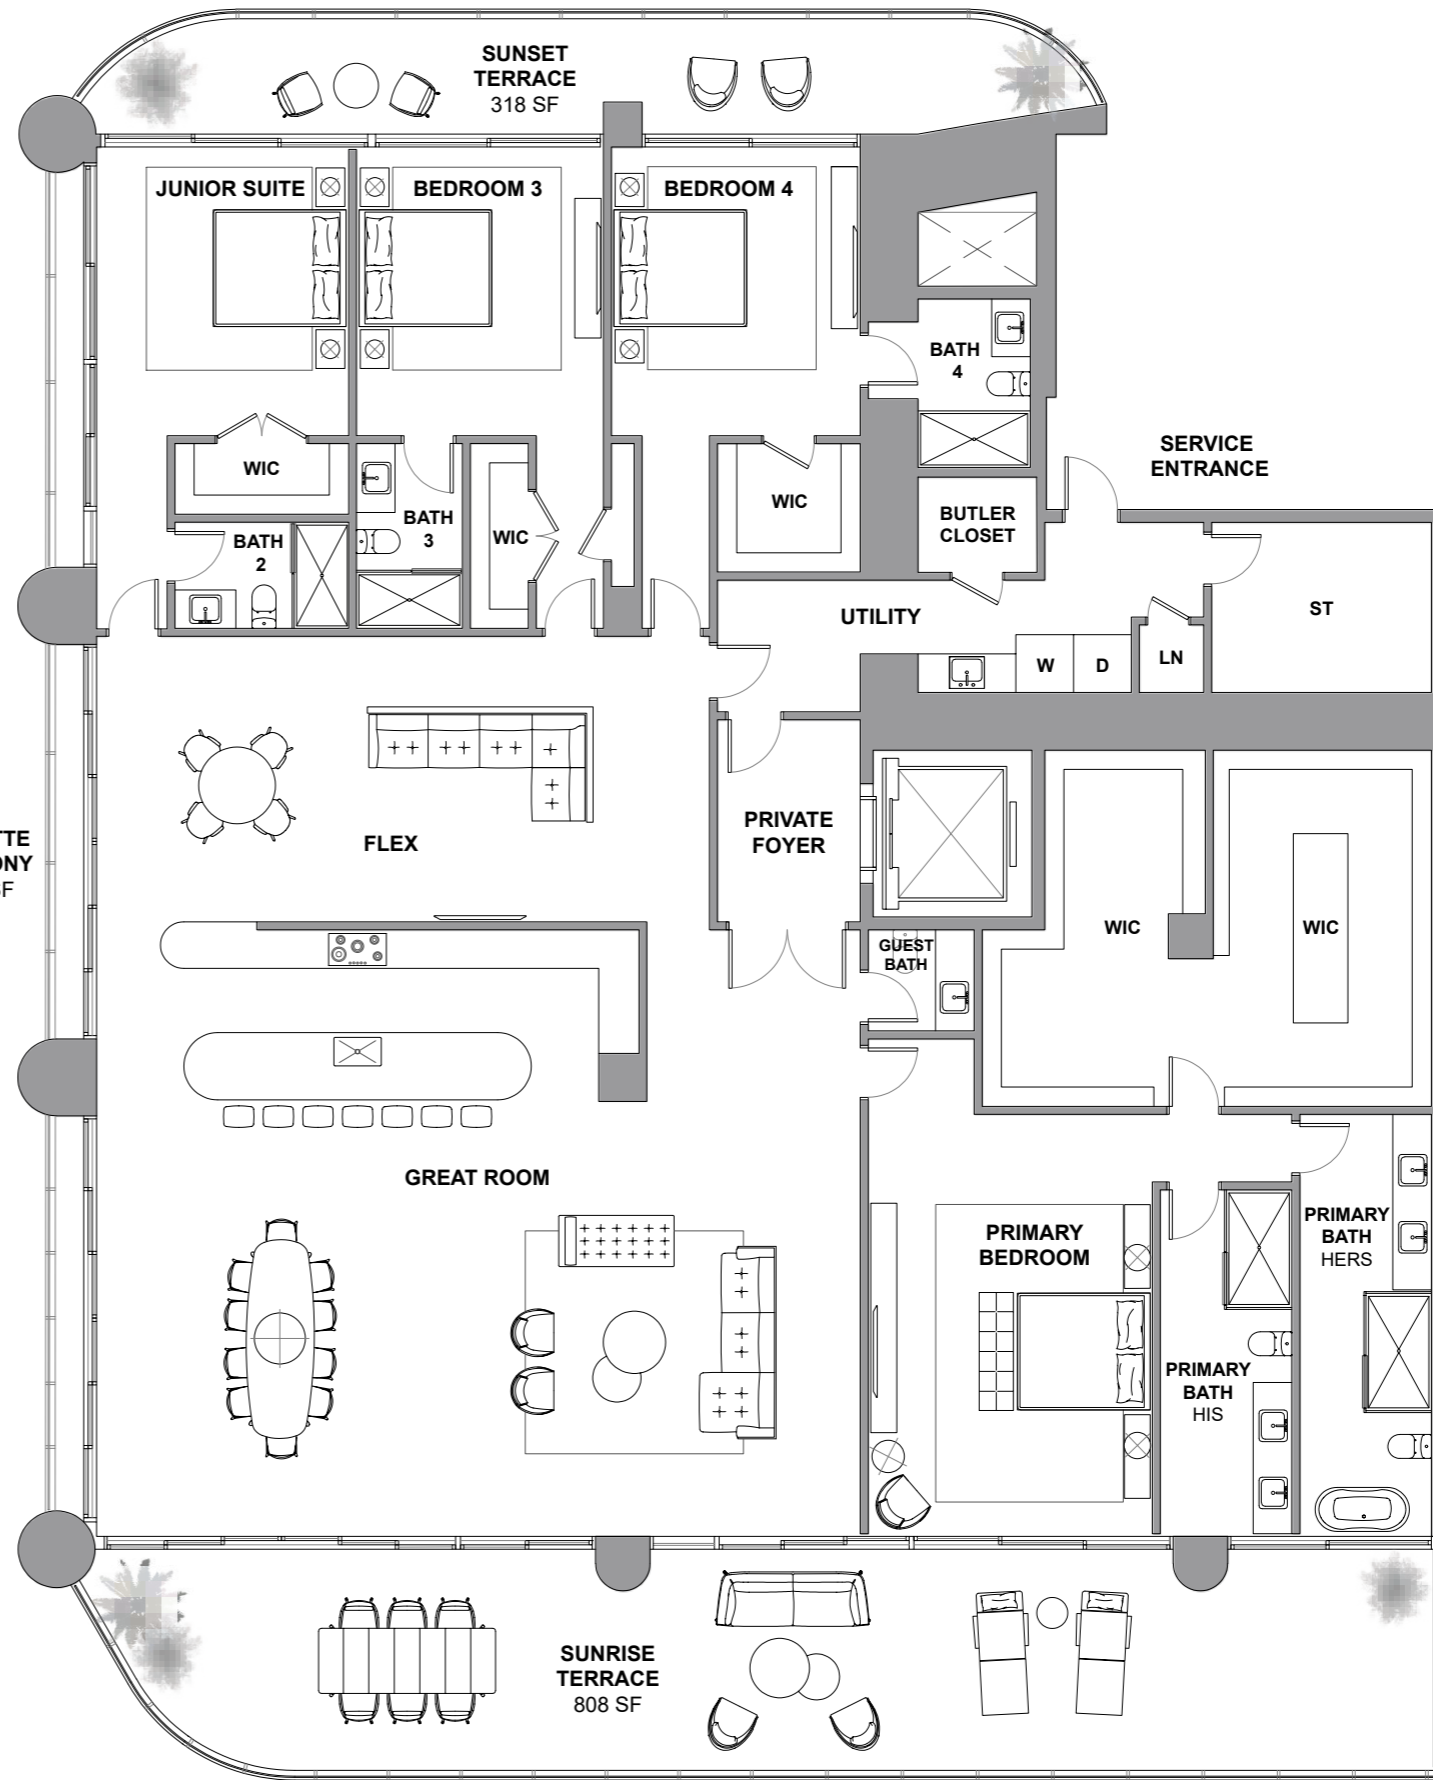 SUNSET
TERRACE
318 SF
JUNIOR SUITE
BEDROOM 3
BEDROOM 4
BATH
4
SERVICE
ENTRANCE
WIC
WIC
BATH
3
WIC
BUTLER
CLOSET
BATH
2
UTILITY
ST
W
D
LN
PRIVATE
FOYER
FLEX
WIC
WIC
GUEST
BATH
GREAT ROOM
PRIMARY
BEDROOM
PRIMARY
BATH
HERS
PRIMARY
BATH
HIS
SUNRISE
TERRACE
808 SF